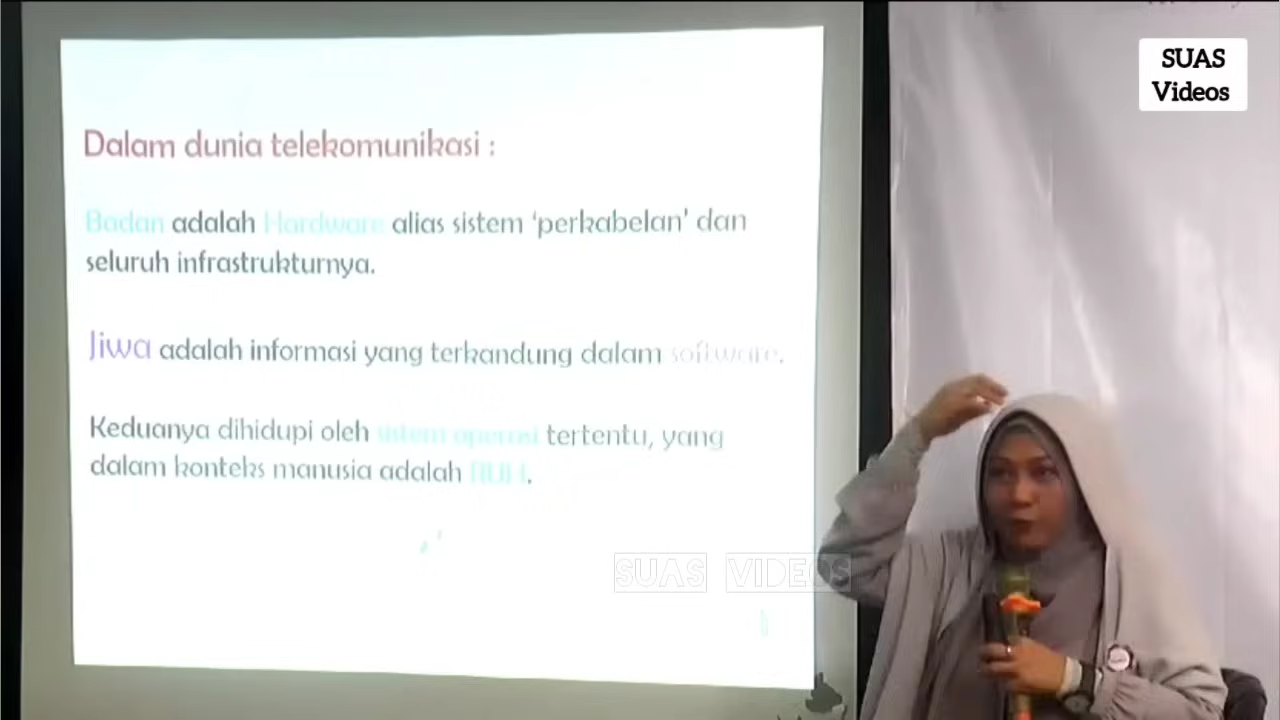 SUAS
Videos
Dalam dunia telekomunikasi :
Badan adalah Hardware alias sistem ‘perkabelan’ dan
seluruh infrastrukturnya.
Jiwa adalah informasi yang terkandung dalam software.
Keduanya dihidupi oleh sistem operasi tertentu, yang
dalam konteks manusia adalah RUH.
SUAS VIDEOS